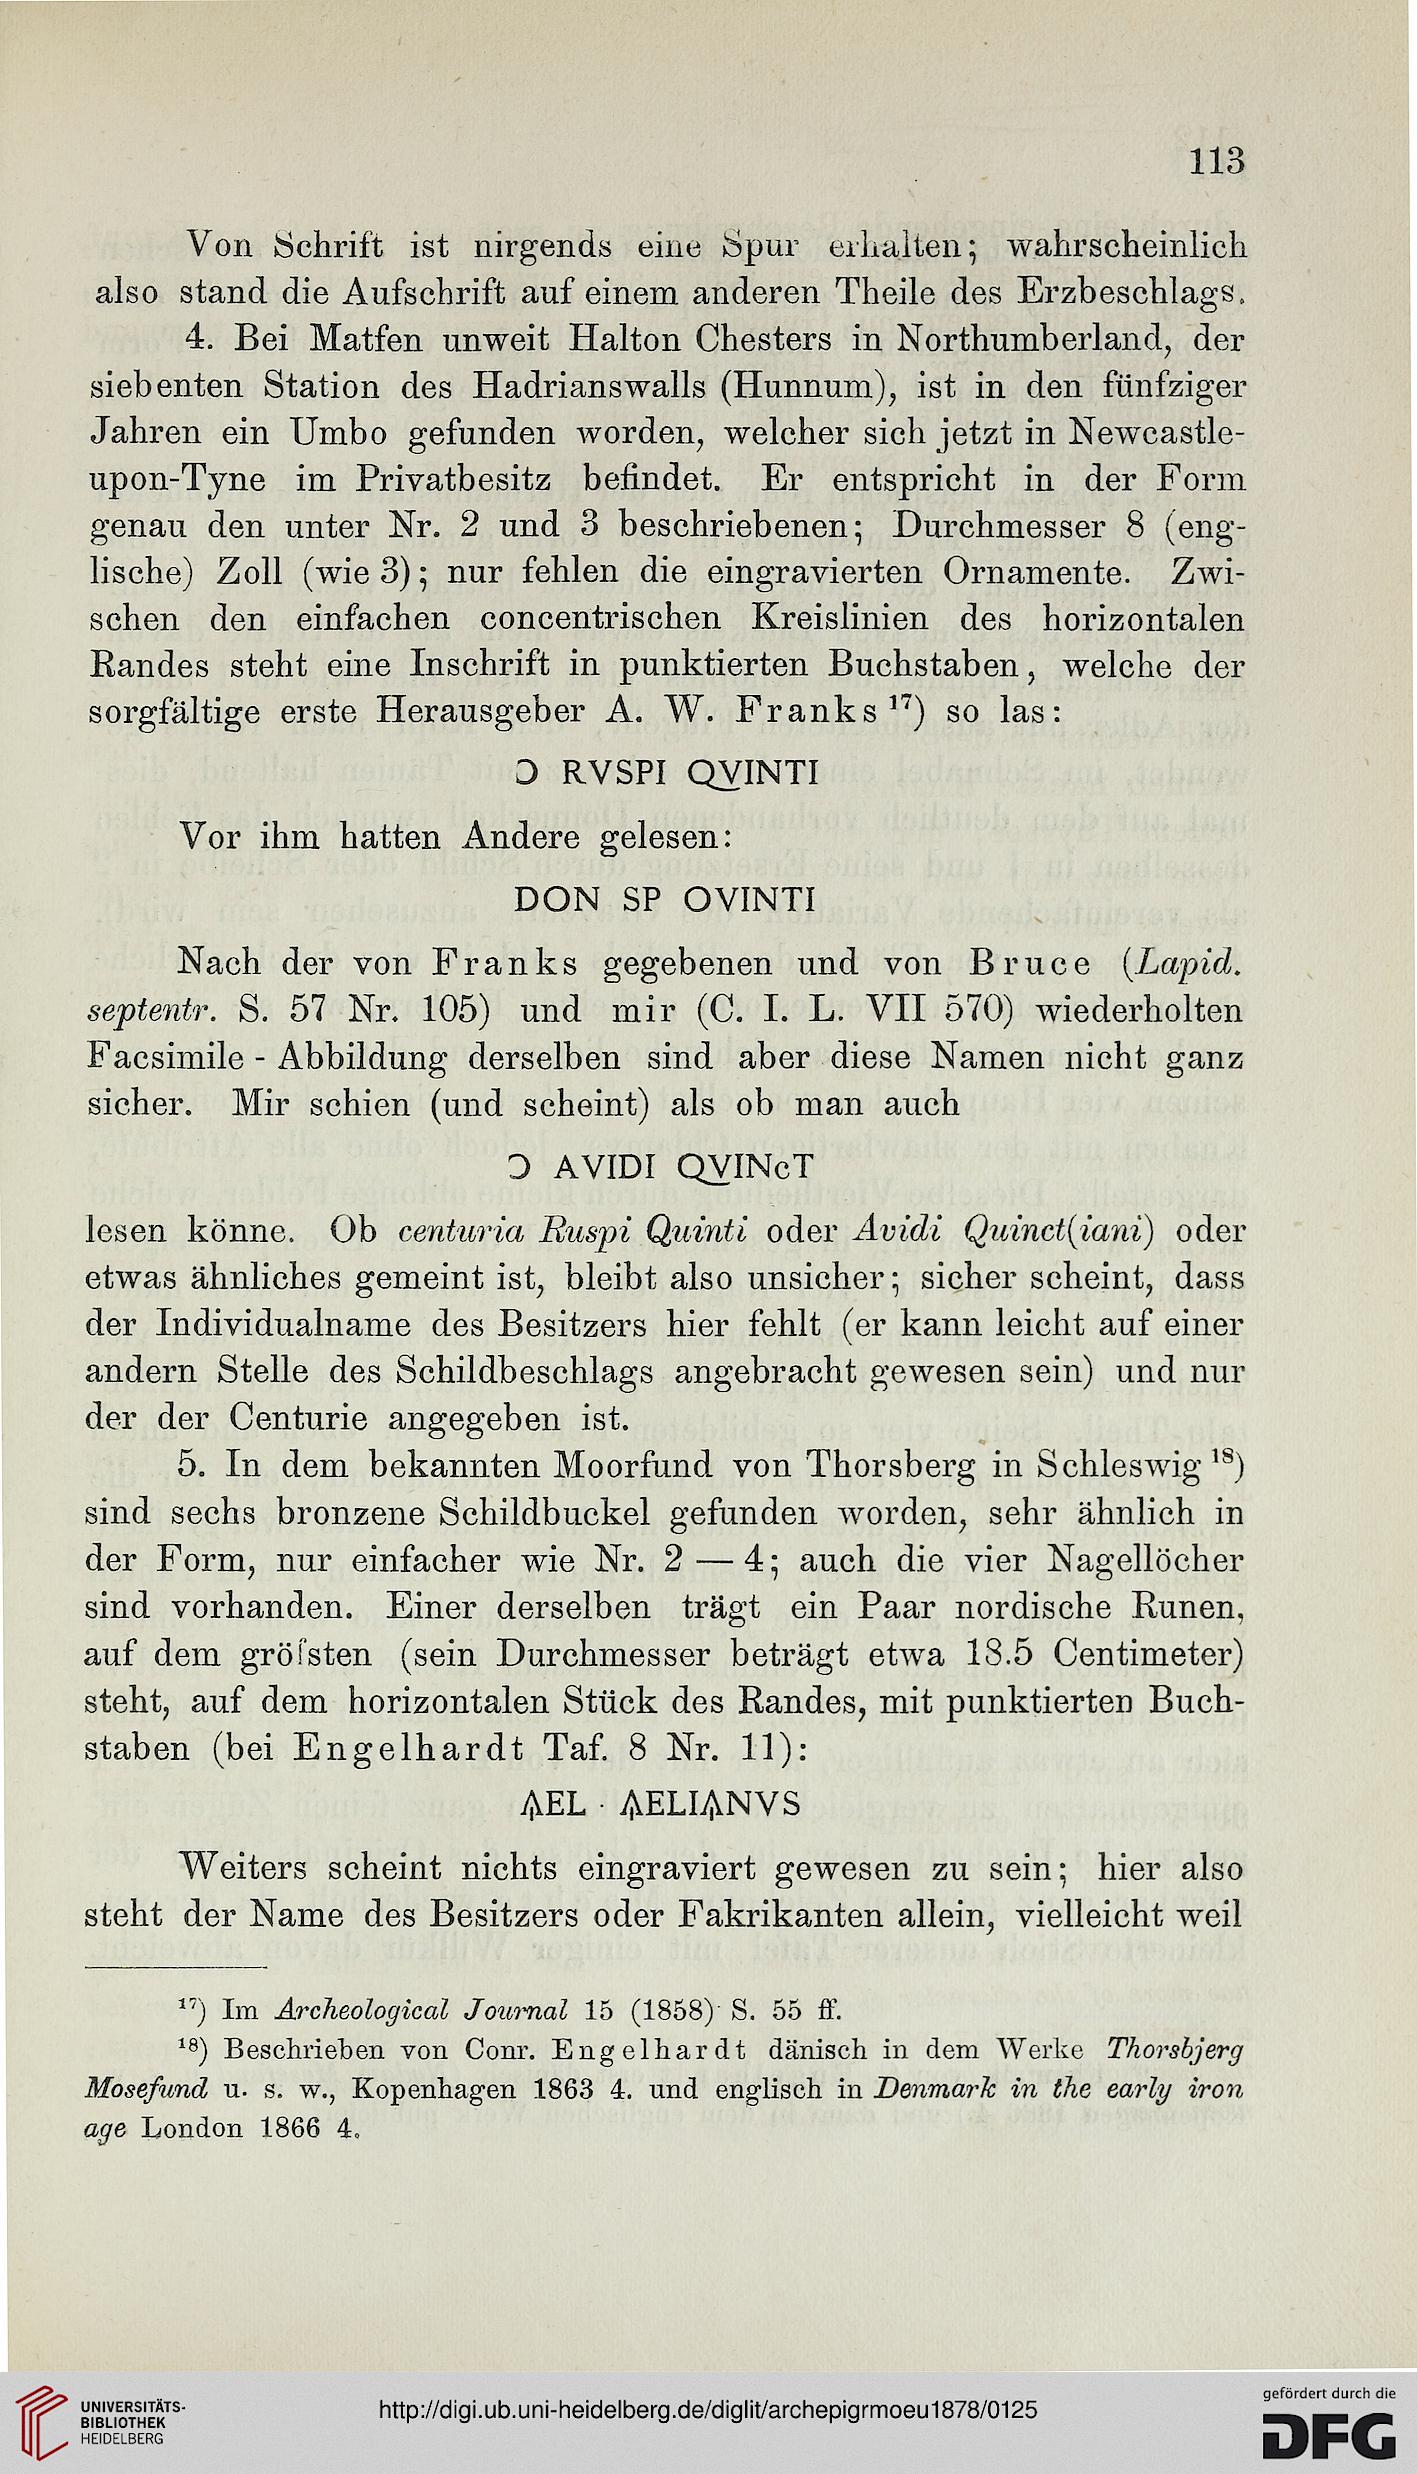 113
Von Schrift ist nirgends eine Spur erhalten; wahrscheinlich
also stand die Aufschrift auf einem anderen Theile des Erzbeschlags.
4. Bei Matfen unweit Halton Chesters in Northumberland, der
siebenten Station des Hadrianswalls (Hunnum), ist in den fünfziger
Jahren ein Umbo gefunden worden, welcher sich jetzt in Newcastle-
upon-Tyne im Privatbesitz befindet. Er entspricht in der Form
genau den unter Nr. 2 und 3 beschriebenen; Durchmesser 8 (eng-
lische) Zoll (wie 3); nur fehlen die eingravierten Ornamente. Zwi-
schen den einfachen concentrischen Kreislinien des horizontalen
Randes steht eine Inschrift in punktierten Buchstaben, welche der
sorgfältige erste Herausgeber A. W. Franks ¹⁷) so las:
Ɔ RVSPI QVINTI
Vor ihm hatten Andere gelesen:
DON SP OVINTI
Nach der von Franks gegebenen und von Bruce (Lapid.
septentr. S. 57 Nr. 105) und mir (C. I. L. VII 570) wiederholten
Facsimile - Abbildung derselben sind aber diese Namen nicht ganz
sicher. Mir schien (und scheint) als ob man auch
Ɔ AVIDI QVINcT
lesen könne. Ob centuria Ruspi Quinti oder Avidi Quinct(iani) oder
etwas ähnliches gemeint ist, bleibt also unsicher; sicher scheint, dass
der Individualname des Besitzers hier fehlt (er kann leicht auf einer
andern Stelle des Schildbeschlags angebracht gewesen sein) und nur
der der Centurie angegeben ist.
5. In dem bekannten Moorfund von Thorsberg in Schleswig ¹⁸)
sind sechs bronzene Schildbuckel gefunden worden, sehr ähnlich in
der Form, nur einfacher wie Nr. 2 — 4; auch die vier Nagellöcher
sind vorhanden. Einer derselben trägt ein Paar nordische Runen,
auf dem gröſsten (sein Durchmesser beträgt etwa 18.5 Centimeter)
steht, auf dem horizontalen Stück des Randes, mit punktierten Buch-
staben (bei Engelhardt Taf. 8 Nr. 11):
AEL · AELIANVS
Weiters scheint nichts eingraviert gewesen zu sein; hier also
steht der Name des Besitzers oder Fakrikanten allein, vielleicht weil
¹⁷) Im Archeological Journal 15 (1858) S. 55 ff.
¹⁸) Beschrieben von Conr. Engelhardt dänisch in dem Werke Thorsbjerg
Mosefund u. s. w., Kopenhagen 1863 4. und englisch in Denmark in the early iron
age London 1866 4.
UNIVERSITÄTS-
BIBLIOTHEK
HEIDELBERG
http://digi.ub.uni-heidelberg.de/diglit/archepigrmoeu1878/0125
gefördert durch die
DFG